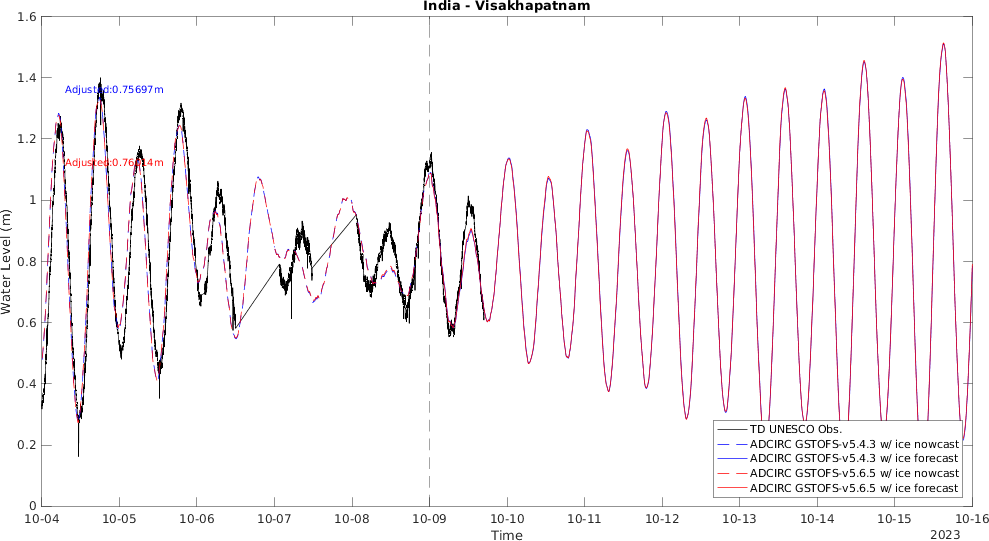 India - Visakhapatnam
1.6
1.4
1.2
1
0.8
0.6
0.4
0.2
0
Water Level (m)
Adjusted:0.75697m
TD UNESCO Obs.
ADCIRC GSTOFS-v5.4.3 w/ ice nowcast
ADCIRC GSTOFS-v5.4.3 w/ ice forecast
ADCIRC GSTOFS-v5.6.5 w/ ice nowcast
ADCIRC GSTOFS-v5.6.5 w/ ice forecast
10-04 10-05 10-06 10-07 10-08 10-09 10-10 10-11 10-12 10-13 10-14 10-15 10-16
Time
2023